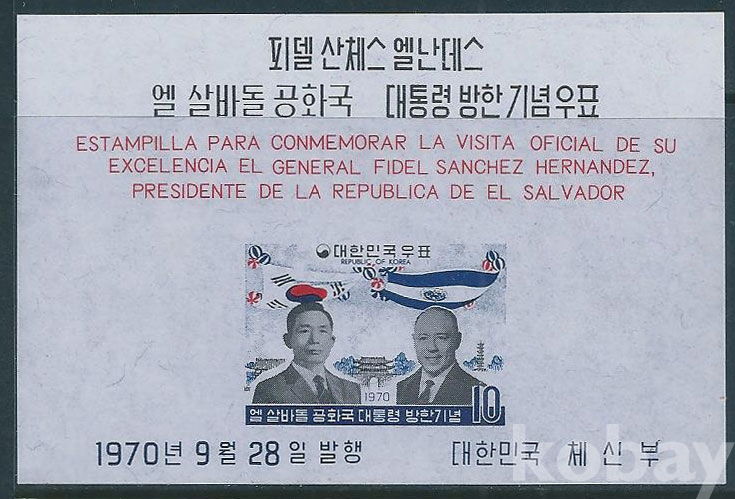 피델 산체스 엘난데스
엘 살바돌 공화국 대통령 방한기념우표
ESTAMPILLA PARA CONMEMORAR LA VISITA OFICIAL DE SU
EXCELENCIA EL GENERAL FIDEL SANCHEZ HERNANDEZ,
PRESIDENTE DE LA REPUBLICA DE EL SALVADOR
대한민국우표
REPUBLIC OF KOREA
1970
엘 살바돌 공화국 대통령 방한기념 10
1970년 9월 28일 발행 대한민국 체신부
kobay